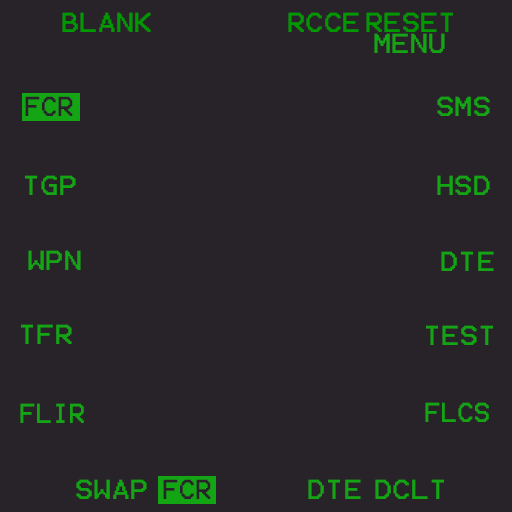 BLANK RCCE RESET
MENU
FCR SMS
TGP HSD
WPN DTE
TFR TEST
FLIR FLCS
SWAP FCR DTE DCLT